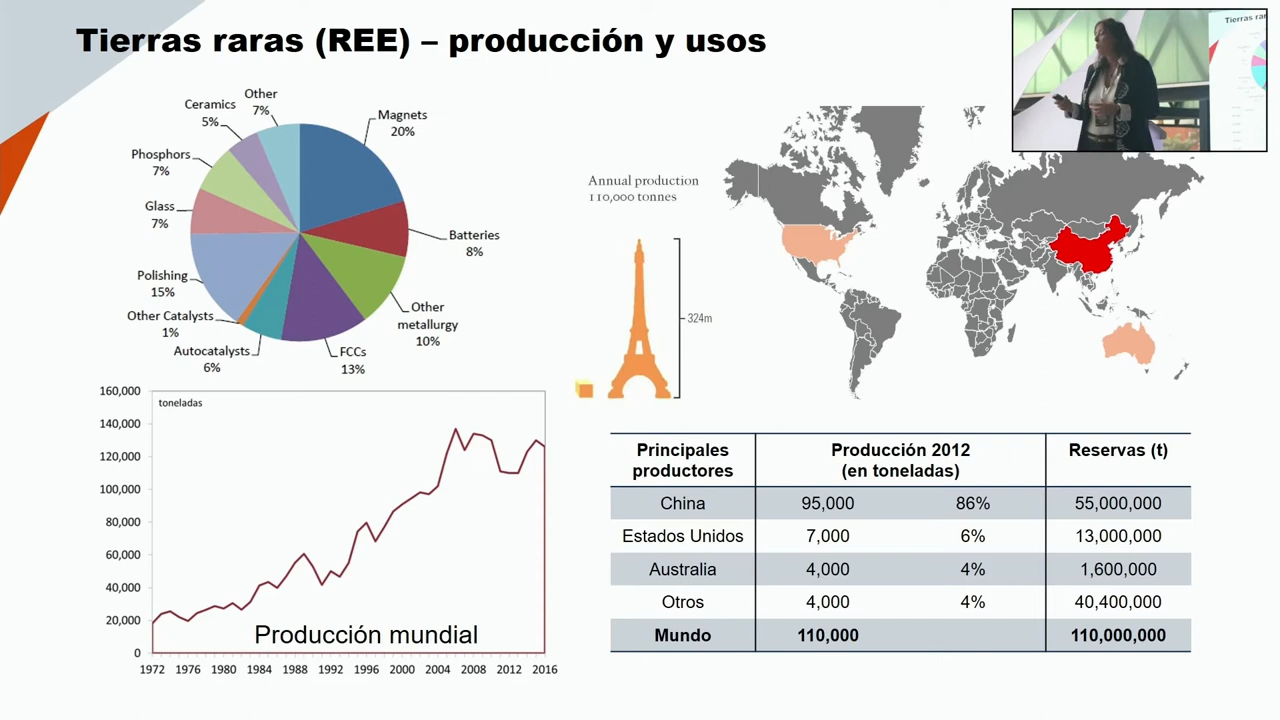 Tierras raras (REE) – producción y usos
Tierras rar
Other
7%
Ceramics
5%
Magnets
20%
Phosphors
7%
Glass
7%
Batteries
8%
Polishing
15%
Other
metallurgy
10%
Other Catalysts
1%
Autocatalysts
6%
FCCs
13%
Annual production
110,000 tonnes
324m
160,000
140,000
120,000
100,000
80,000
60,000
40,000
20,000
0
toneladas
Producción mundial
1972 1976 1980 1984 1988 1992 1996 2000 2004 2008 2012 2016
Principales productores Producción 2012 (en toneladas) Reservas (t)
China 95,000 86% 55,000,000
Estados Unidos 7,000 6% 13,000,000
Australia 4,000 4% 1,600,000
Otros 4,000 4% 40,400,000
Mundo 110,000 110,000,000